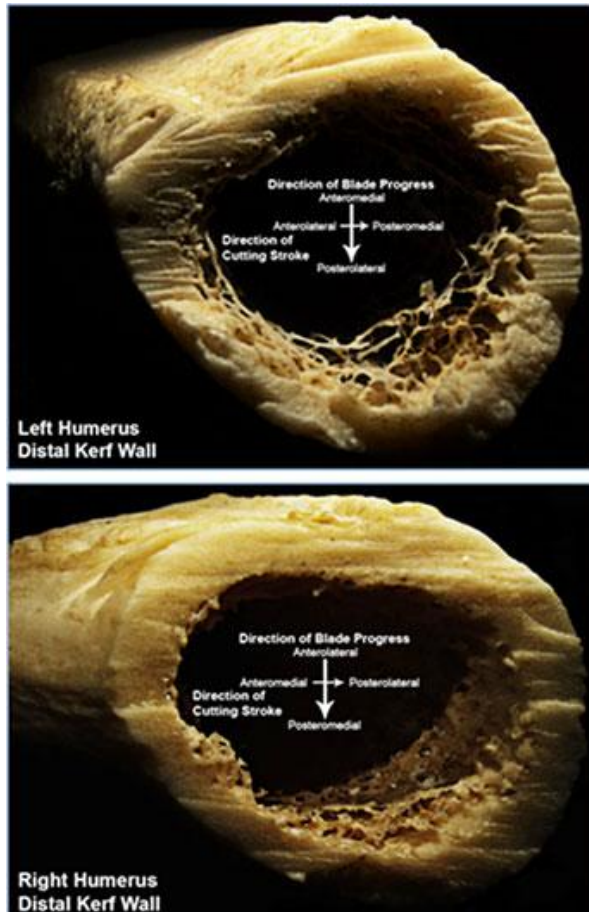 Direction of Blade Progress
Anteromedial
Anterolateral Posteromedial
Direction of
Cutting Stroke
Posterolateral
Left Humerus
Distal Kerf Wall
Direction of Blade Progress
Anterolateral
Anteromedial Posterolateral
Direction of
Cutting Stroke
Posteromedial
Right Humerus
Distal Kerf Wall